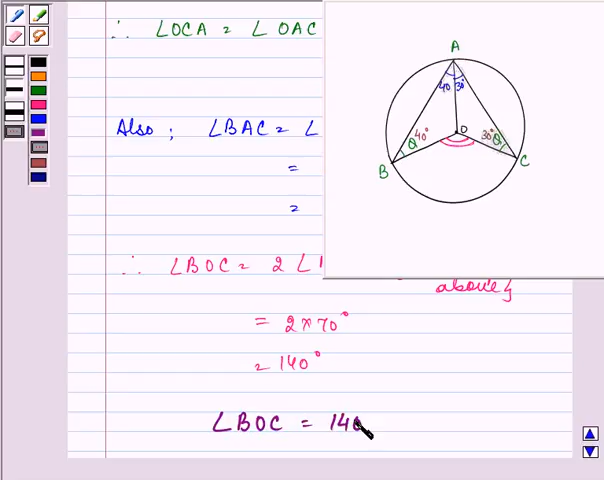 ∴ ∠OCA = ∠OAC
Also; ∠BAC = ∠
=
=
∴ ∠BOC = 2 ∠
above}
= 2×70°
= 140°
∠BOC = 140
A
40 30°
O
40°
30°
B
C